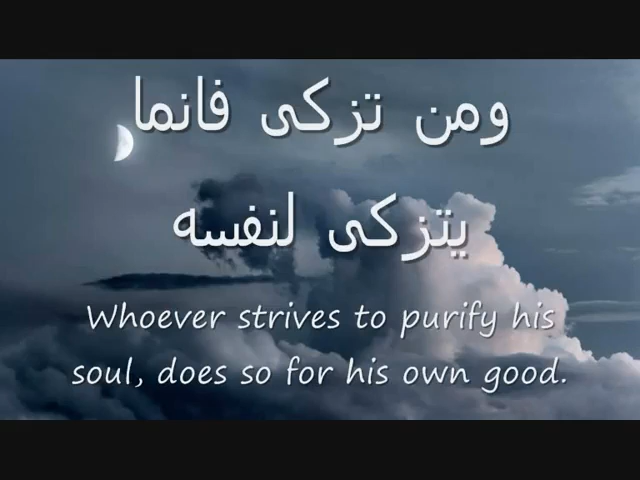 ومن تزكى فانما
يتزكى لنفسه
Whoever strives to purify his
soul, does so for his own good.